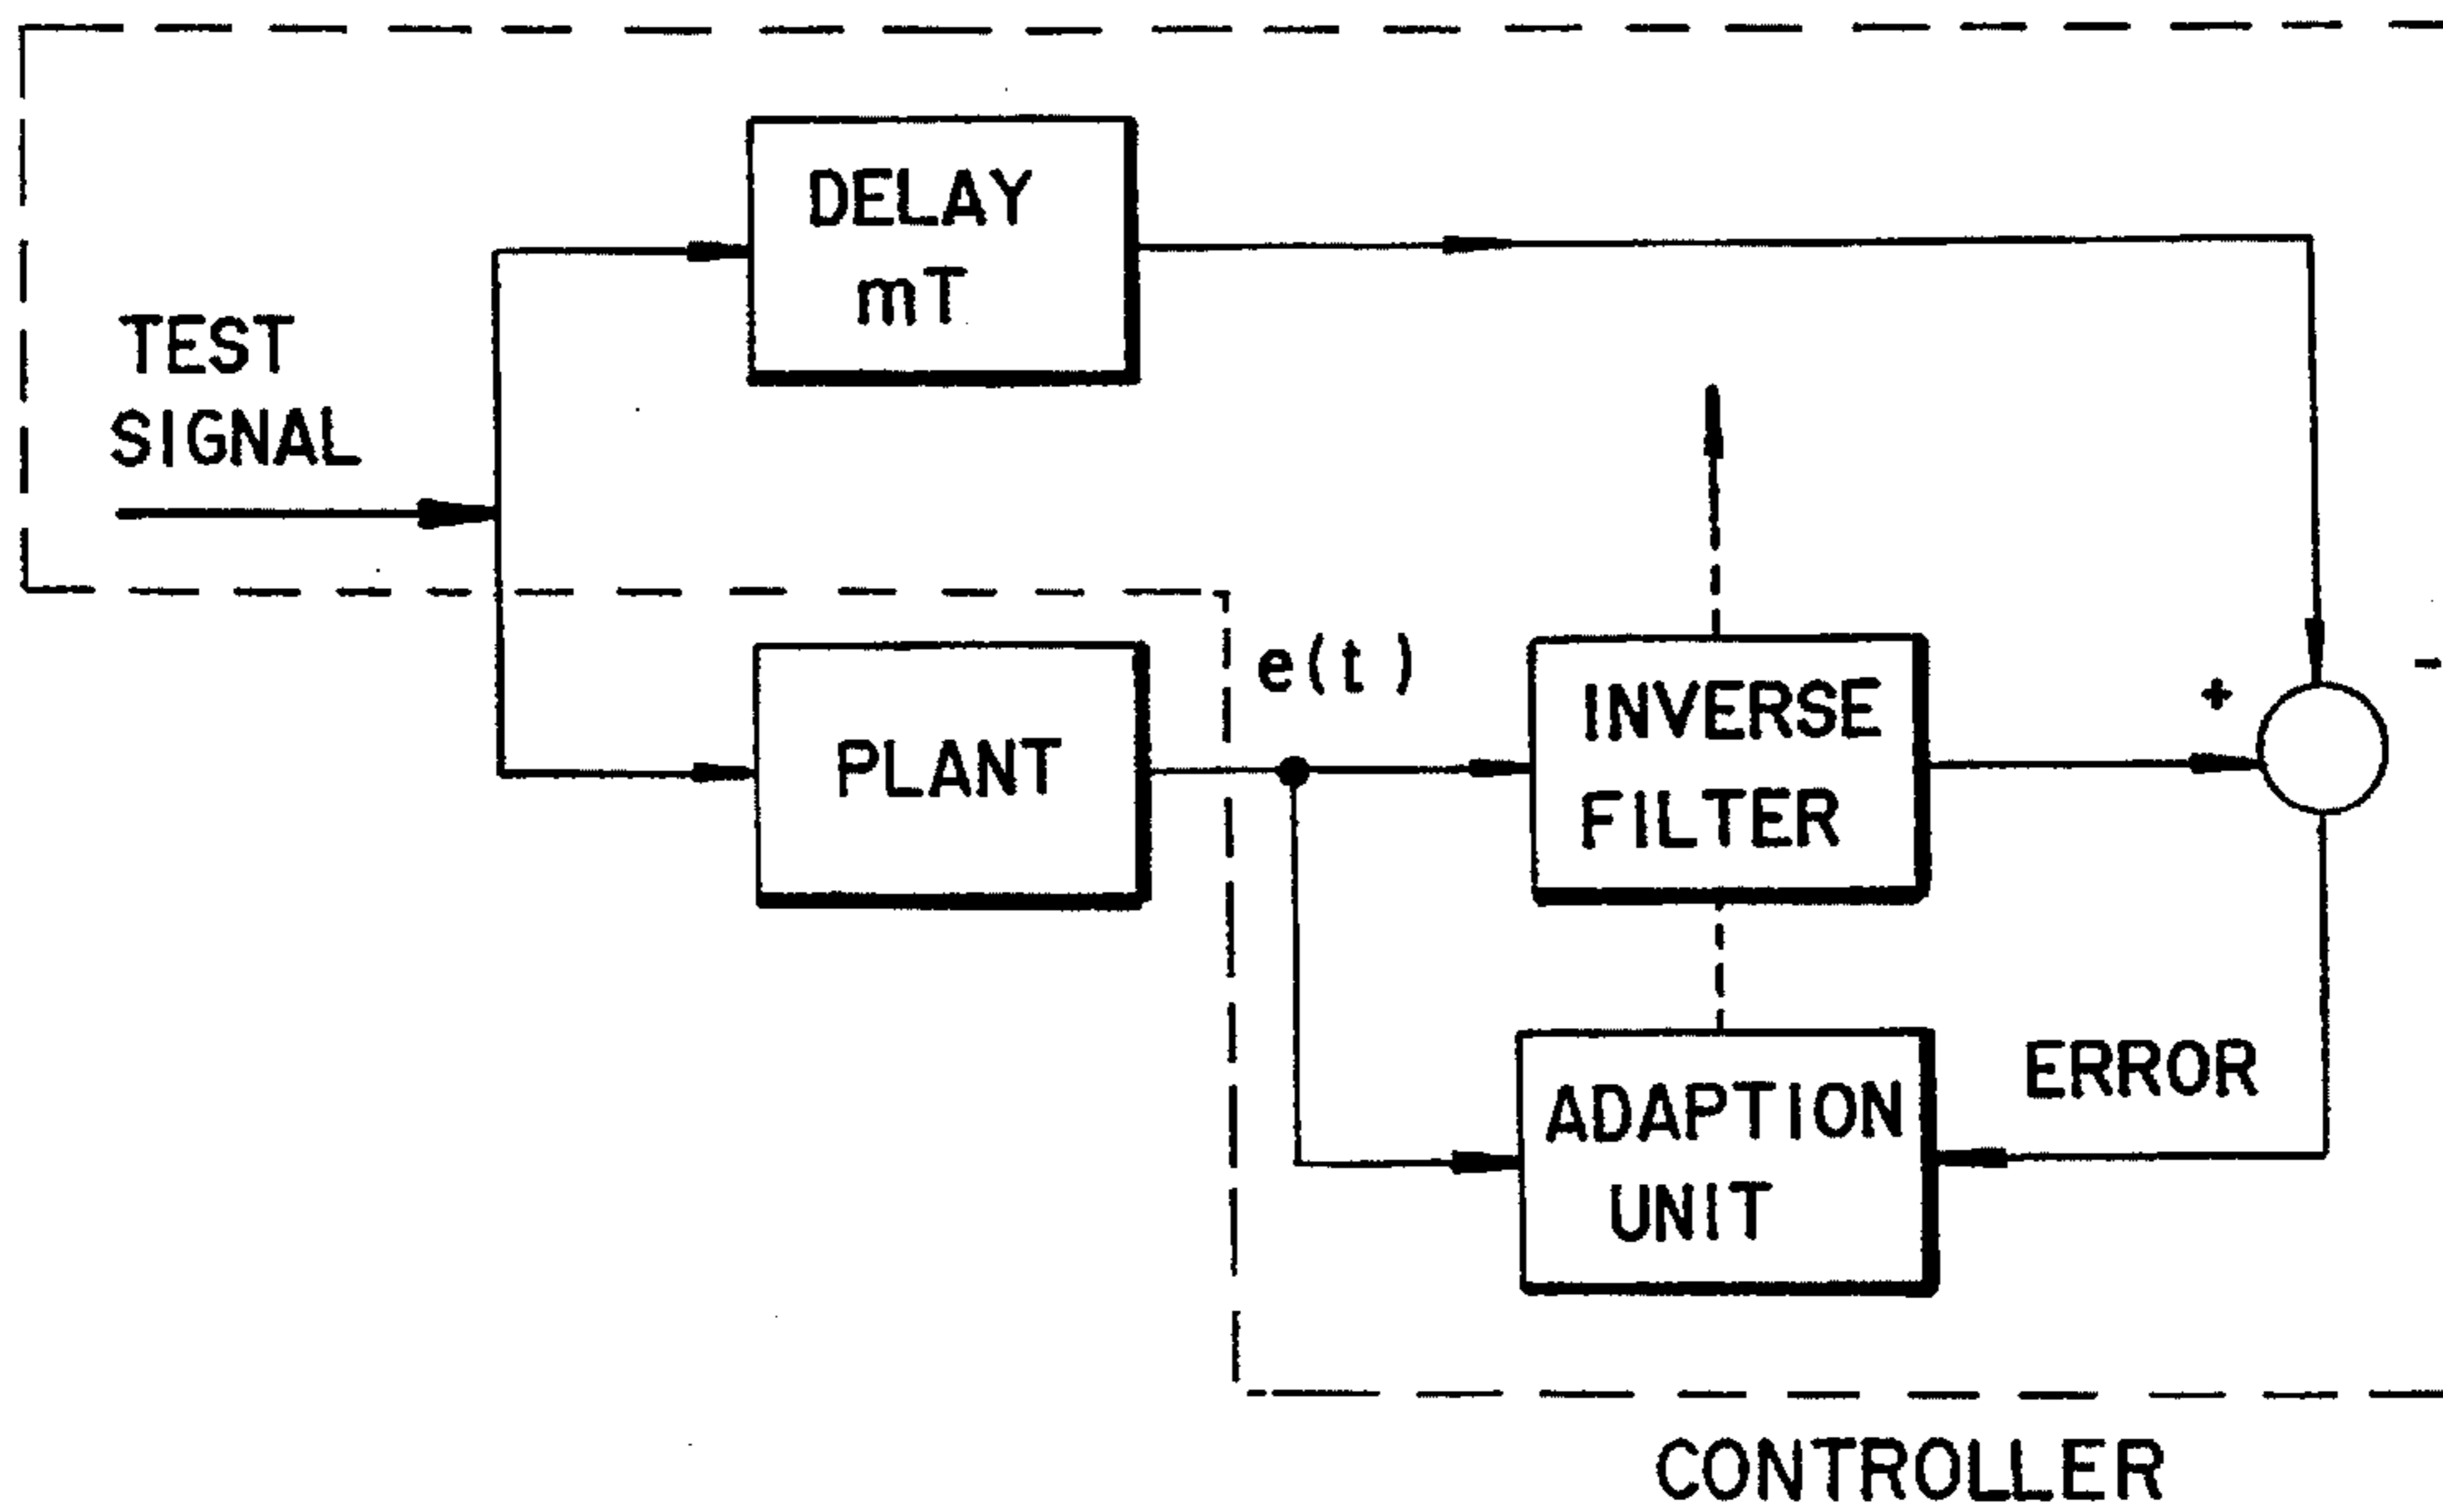 DELAY
mT
TEST
SIGNAL
-
+
e(t)
PLANT
INVERSE
FILTER
ERROR
ADAPTION
UNIT
CONTROLLER